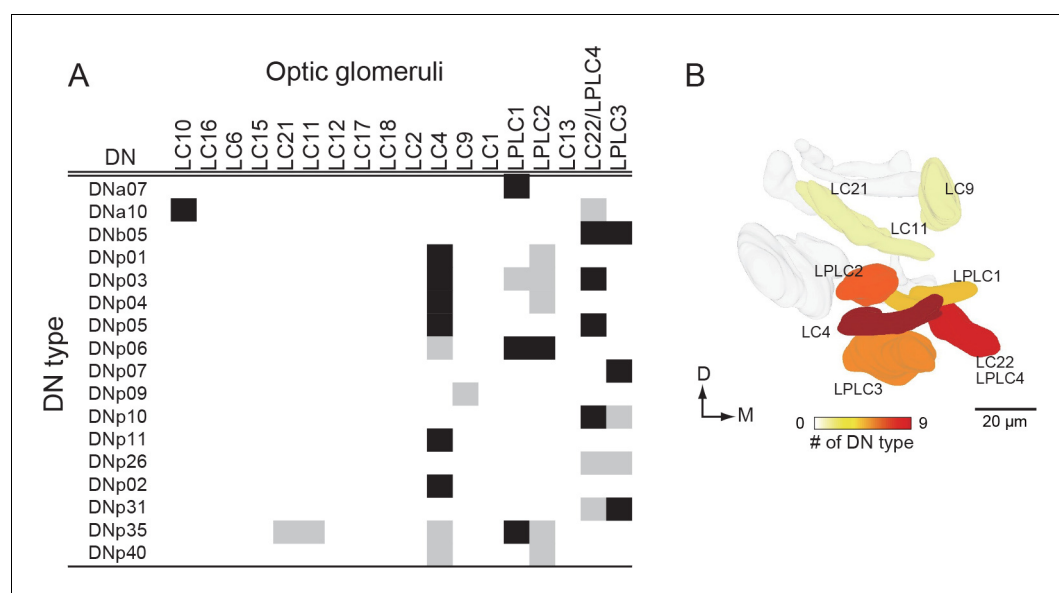 A
Optic glomeruli
DN
LC10
LC16
LC6
LC15
LC21
LC11
LC12
LC17
LC18
LC2
LC4
LC9
LC1
LPLC1
LPLC2
LC13
LC22/LPLC4
LPLC3
DN type
DNa07
DNa10
DNb05
DNp01
DNp03
DNp04
DNp05
DNp06
DNp07
DNp09
DNp10
DNp11
DNp26
DNp02
DNp31
DNp35
DNp40
B
LC21
LC9
LC11
LPLC2
LPLC1
LC4
LC22
LPLC4
LPLC3
D
M
0 9
# of DN type
20 µm